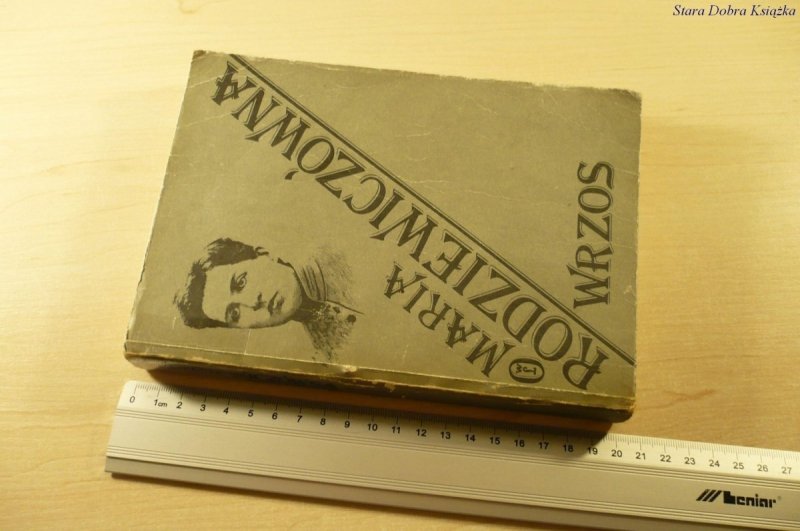 Stara Dobra Książka
MARIA
RODZIEWICZÓWNA
WRZOS
0 1cm 2 3 4 5 6 7 8 9 10 11 12 13 14 15 16 17 18 19 20 21 22 23 24 25 26 27
leniar